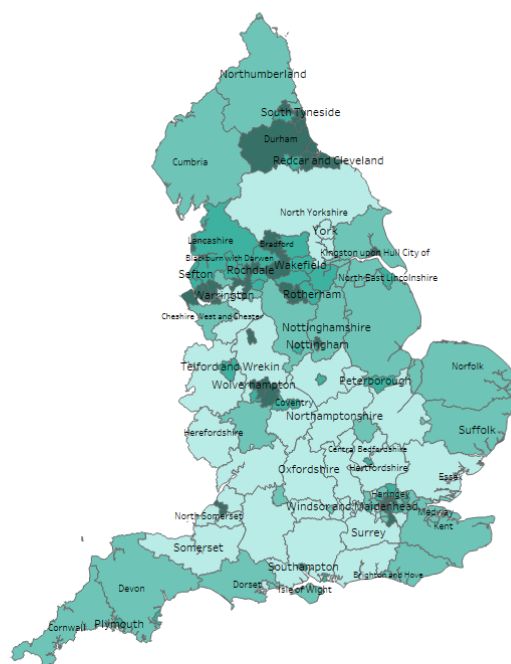 Northumberland
South Tyneside
Durham
Redcar and Cleveland
Cumbria
North Yorkshire
York
Lancashire
Bradford
Kingston upon Hull City of
Blackburn with Darwen
Wakefield
Sefton
Rochdale
North East Lincolnshire
Warrington
Rotherham
Cheshire West and Chester
Nottinghamshire
Nottingham
Telford and Wrekin
Norfolk
Wolverhampton
Peterborough
Coventry
Northamptonshire
Suffolk
Herefordshire
Central Bedfordshire
Oxfordshire
Hertfordshire
Essex
Haringey
Windsor and Maidenhead
North Somerset
Medway
Kent
Surrey
Somerset
Southampton
Brighton and Hove
Devon
Dorset
Isle of Wight
Cornwall
Plymouth